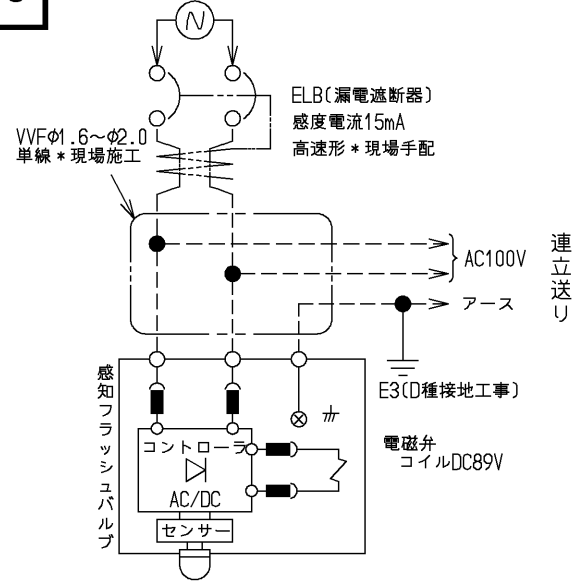 N
ELB(漏電遮断器)
感度電流15mA
高速形＊現場手配
VVFφ1.6〜φ2.0
単線＊現場施工
AC100V
連立送り
アース
E3(D種接地工事)
感知フラッシュバルブ
コントローラ
AC/DC
センサー
電磁弁
コイルDC89V